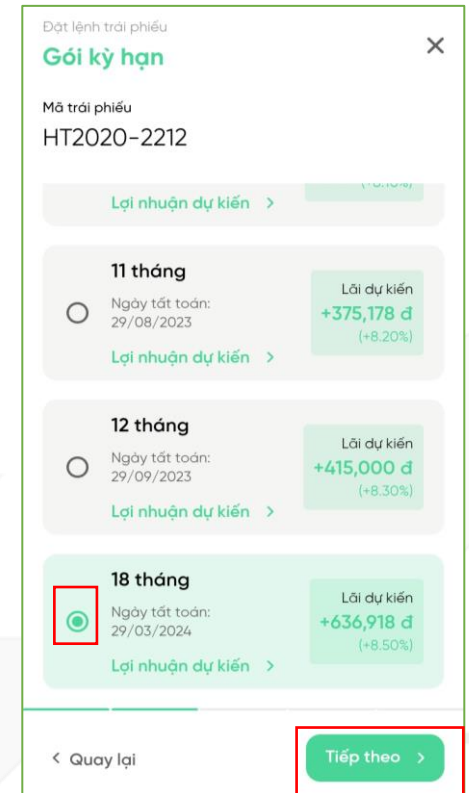 Đặt lệnh trái phiếu
Gói kỳ hạn
Mã trái phiếu
HT2020-2212
Lợi nhuận dự kiến >
11 tháng
Ngày tất toán:
29/08/2023
Lợi nhuận dự kiến >
Lãi dự kiến
+375,178 đ
(+8.20%)
12 tháng
Ngày tất toán:
29/09/2023
Lợi nhuận dự kiến >
Lãi dự kiến
+415,000 đ
(+8.30%)
18 tháng
Ngày tất toán:
29/03/2024
Lợi nhuận dự kiến >
Lãi dự kiến
+636,918 đ
(+8.50%)
< Quay lại
Tiếp theo >